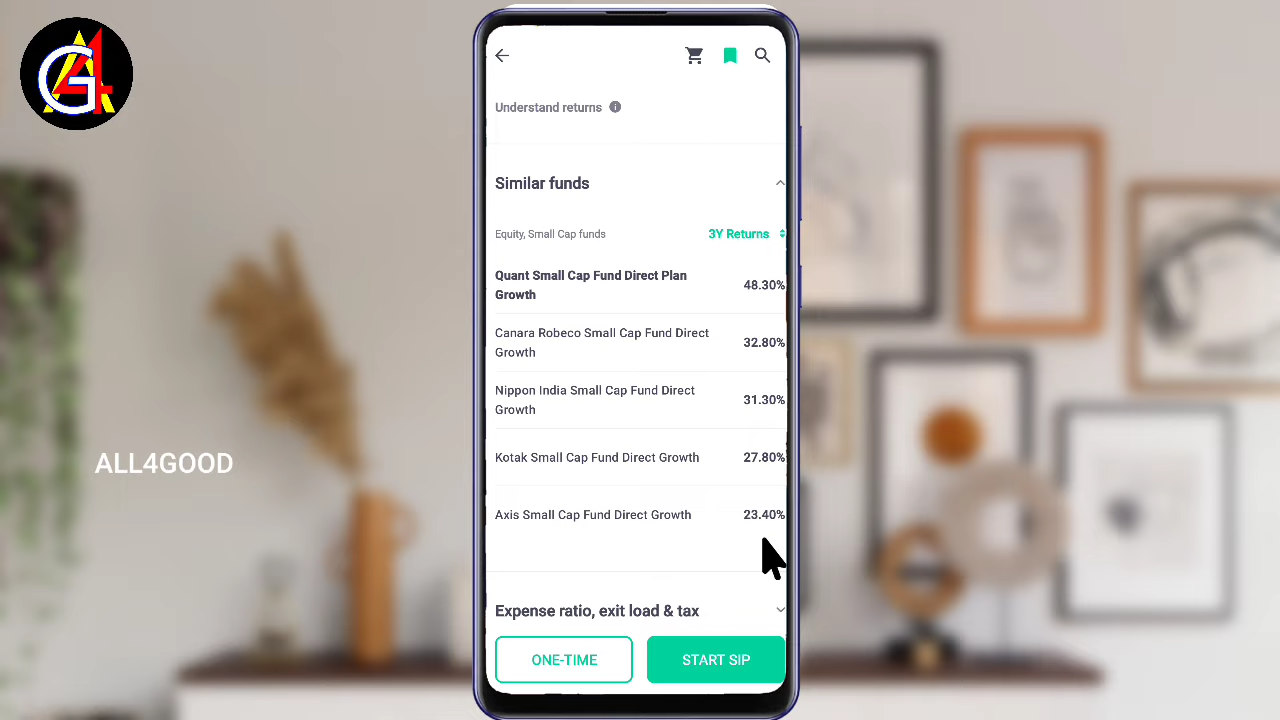 AG4
Understand returns
Similar funds
Equity, Small Cap funds 3Y Returns
Quant Small Cap Fund Direct Plan
Growth 48.30%
Canara Robeco Small Cap Fund Direct
Growth 32.80%
Nippon India Small Cap Fund Direct
Growth 31.30%
Kotak Small Cap Fund Direct Growth 27.80%
Axis Small Cap Fund Direct Growth 23.40%
ALL4GOOD
Expense ratio, exit load & tax
ONE-TIME START SIP